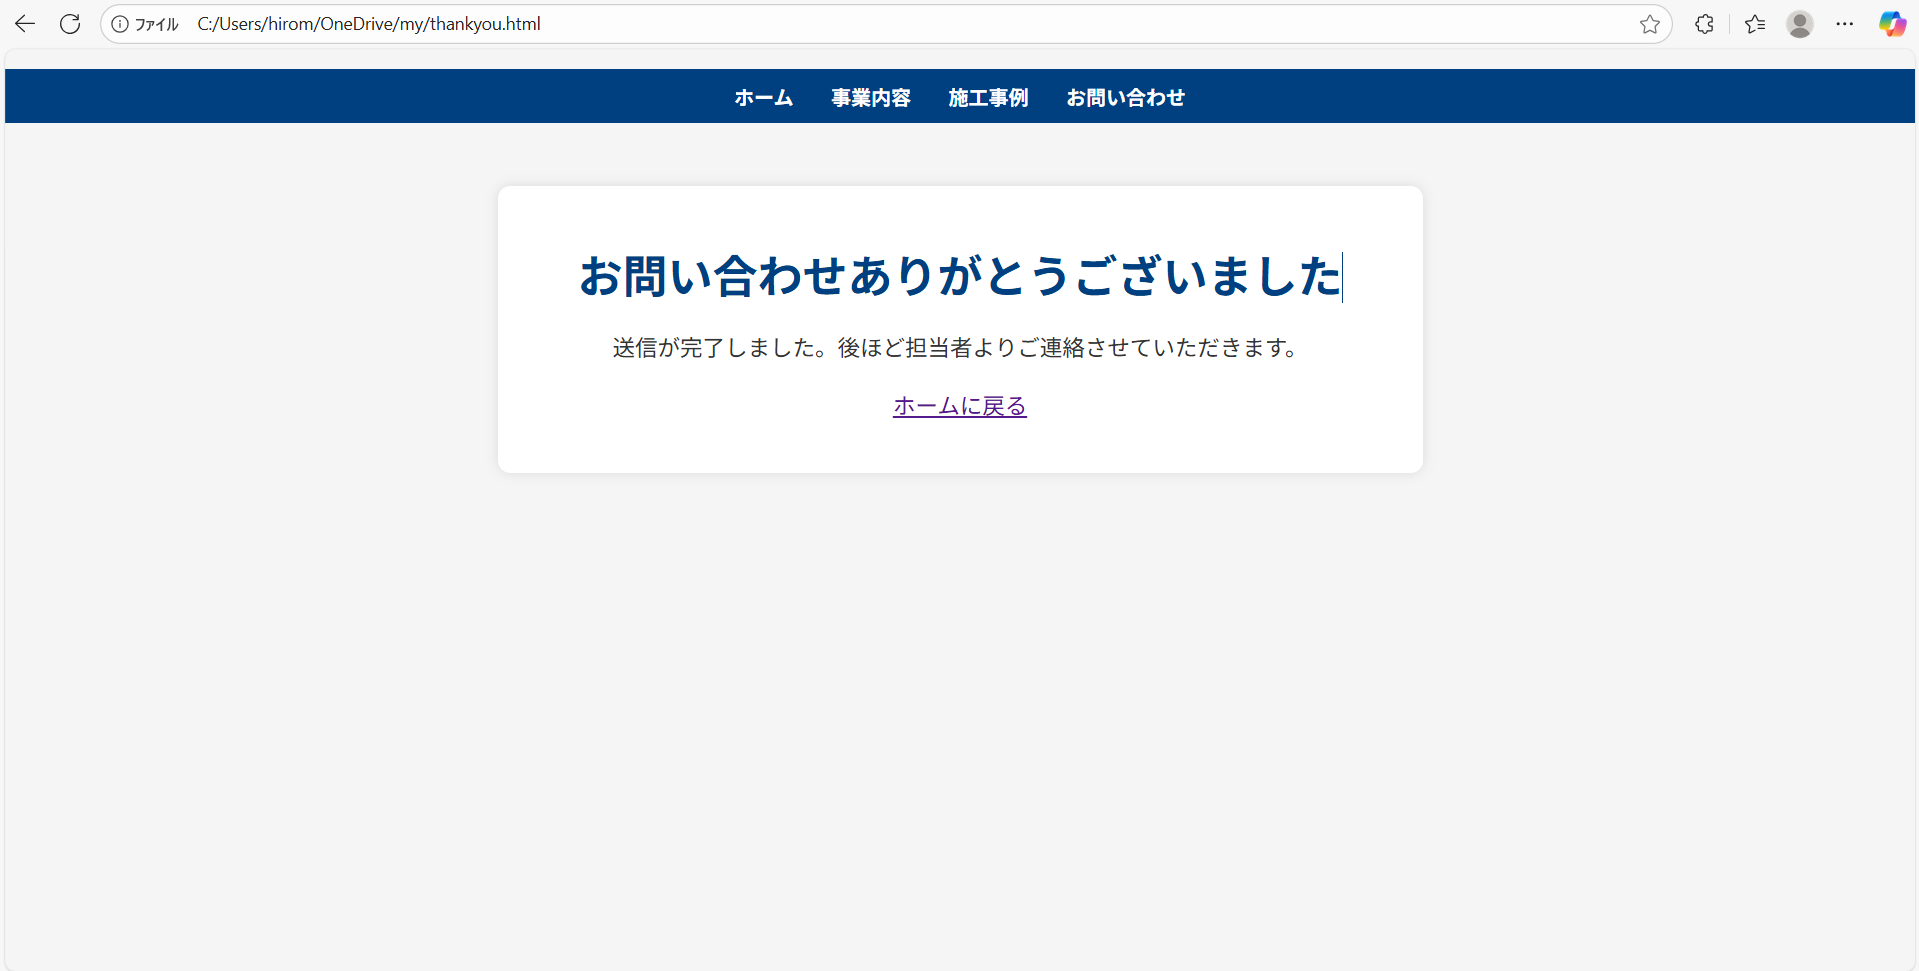 ファイル C:/Users/hirom/OneDrive/my/thankyou.html
ホーム 事業内容 施工事例 お問い合わせ
お問い合わせありがとうございました
送信が完了しました。後ほど担当者よりご連絡させていただきます。
ホームに戻る